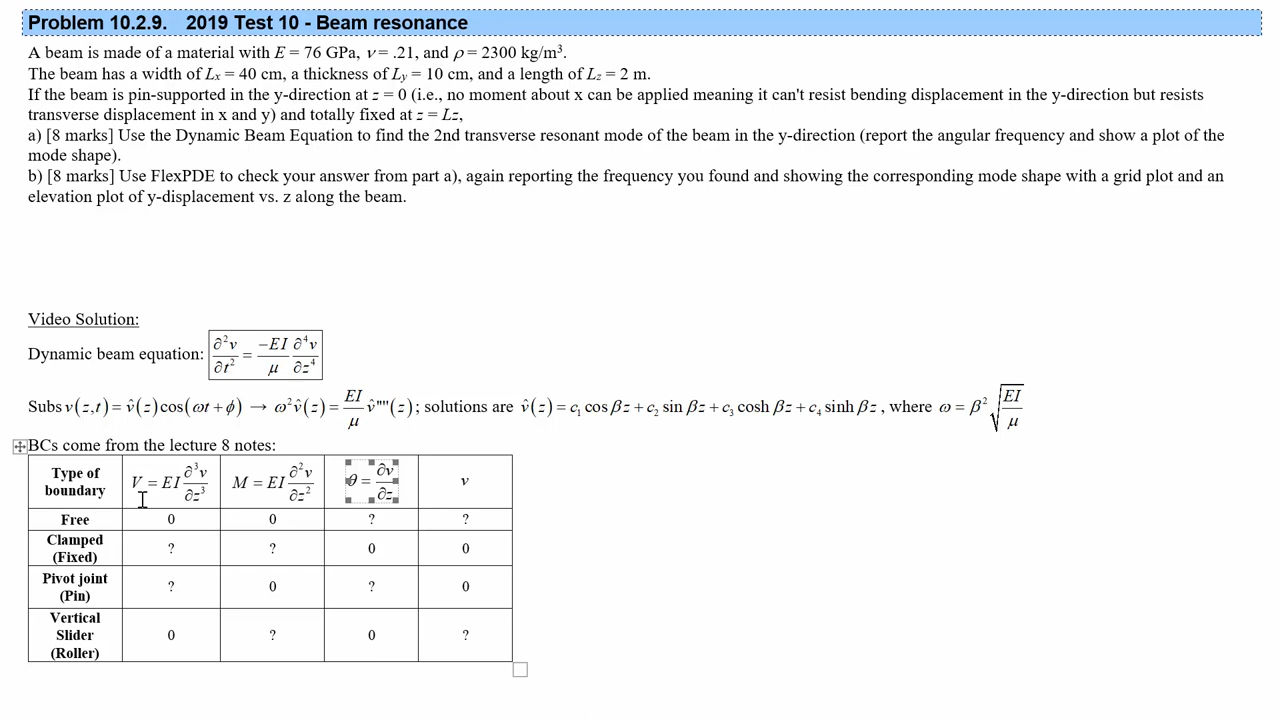 Problem 10.2.9. 2019 Test 10 - Beam resonance
A beam is made of a material with E = 76 GPa, ν = .21, and ρ = 2300 kg/m³.
The beam has a width of Lx = 40 cm, a thickness of Ly = 10 cm, and a length of Lz = 2 m.
If the beam is pin-supported in the y-direction at z = 0 (i.e., no moment about x can be applied meaning it can't resist bending displacement in the y-direction but resists
transverse displacement in x and y) and totally fixed at z = Lz,
a) [8 marks] Use the Dynamic Beam Equation to find the 2nd transverse resonant mode of the beam in the y-direction (report the angular frequency and show a plot of the
mode shape).
b) [8 marks] Use FlexPDE to check your answer from part a), again reporting the frequency you found and showing the corresponding mode shape with a grid plot and an
elevation plot of y-displacement vs. z along the beam.
Video Solution:
Dynamic beam equation: ∂²v/∂t² = −EI/μ ∂⁴v/∂z⁴
Subs v(z,t) = v̂(z)cos(ωt + ϕ) → ω²v̂(z) = EI/μ v̂''''(z); solutions are v̂(z) = c₁ cos βz + c₂ sin βz + c₃ cosh βz + c₄ sinh βz, where ω = β²√(EI/μ)
BCs come from the lecture 8 notes:
Type of boundary V = EI ∂³v/∂z³ M = EI ∂²v/∂z² θ = ∂v/∂z v
Free 0 0 ? ?
Clamped (Fixed) ? ? 0 0
Pivot joint (Pin) ? 0 ? 0
Vertical Slider (Roller) 0 ? 0 ?